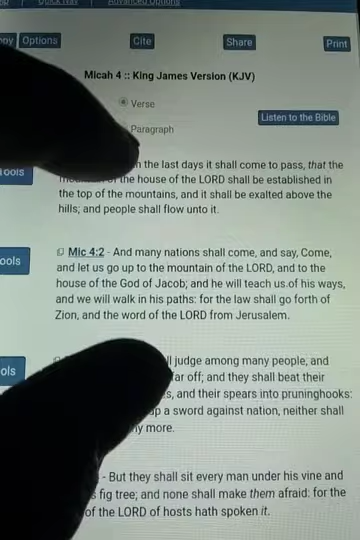 Options
Cite
Share
Print
Micah 4 :: King James Version (KJV)
Verse
Listen to the Bible
Paragraph
the last days it shall come to pass, that the
the house of the LORD shall be established in
the top of the mountains, and it shall be exalted above the
hills; and people shall flow unto it.
Mic 4:2 - And many nations shall come, and say, Come,
and let us go up to the mountain of the LORD, and to the
house of the God of Jacob; and he will teach us of his ways,
and we will walk in his paths: for the law shall go forth of
Zion, and the word of the LORD from Jerusalem.
judge among many people, and
off; and they shall beat their
and their spears into pruninghooks:
a sword against nation, neither shall
more.
- But they shall sit every man under his vine and
fig tree; and none shall make them afraid: for the
of the LORD of hosts hath spoken it.